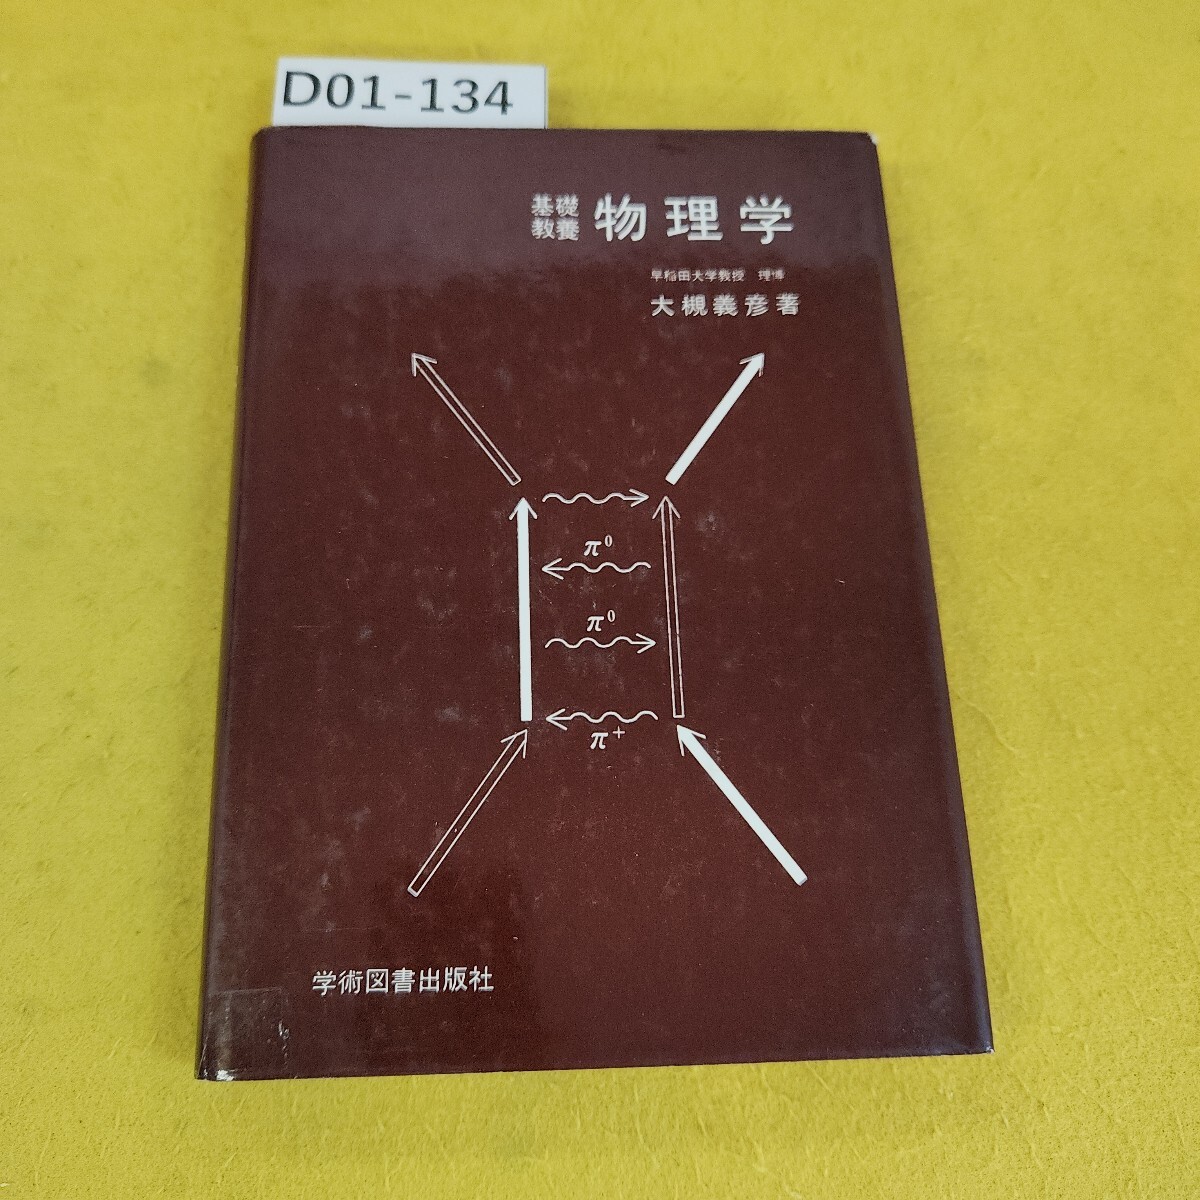 D01-134
基礎
教養 物理学
早稲田大学教授 理博
大槻義彦著
π⁰
π⁰
π⁺
学術図書出版社